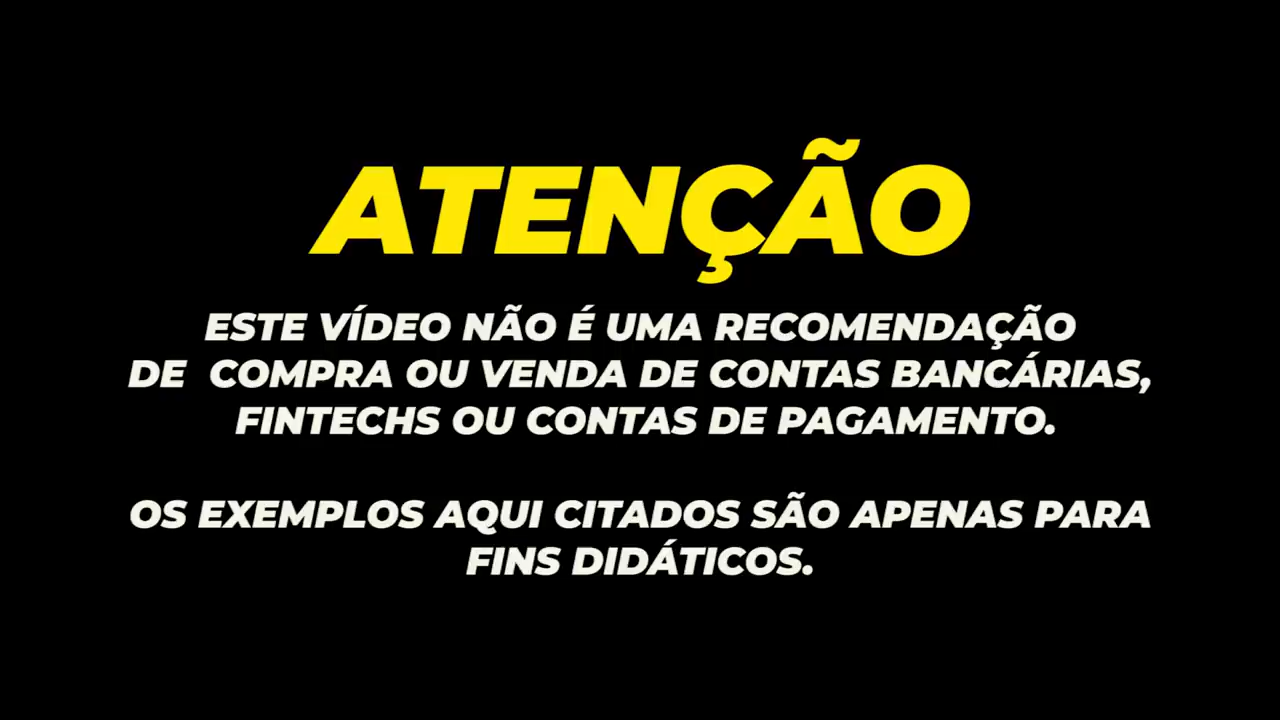 ATENÇÃO
ESTE VÍDEO NÃO É UMA RECOMENDAÇÃO
DE COMPRA OU VENDA DE CONTAS BANCÁRIAS,
FINTECHS OU CONTAS DE PAGAMENTO.
OS EXEMPLOS AQUI CITADOS SÃO APENAS PARA
FINS DIDÁTICOS.